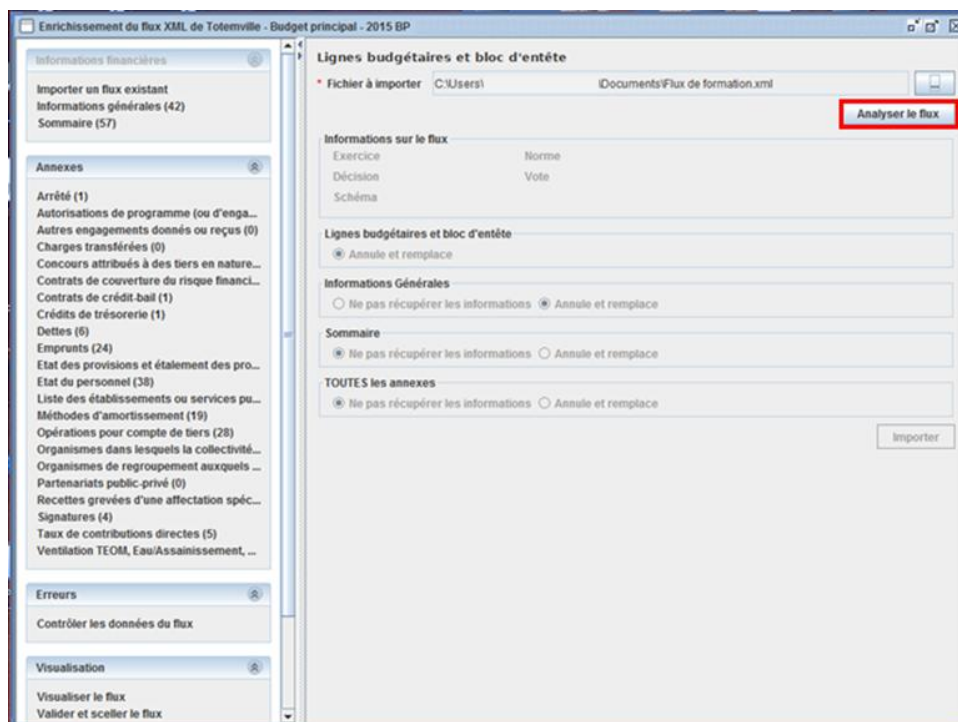 Enrichissement du flux XML de Totemville - Budget principal - 2015 BP
Informations financières
Importer un flux existant
Informations générales (42)
Sommaire (57)
Annexes
Arrêté (1)
Autorisations de programme (ou d'enga...
Autres engagements donnés ou reçus (0)
Charges transférées (0)
Concours attribués à des tiers en nature...
Contrats de couverture du risque financi...
Contrats de crédit-bail (1)
Crédits de trésorerie (1)
Dettes (6)
Emprunts (24)
Etat des provisions et étalement des pro...
Etat du personnel (38)
Liste des établissements ou services pu...
Méthodes d'amortissement (19)
Opérations pour compte de tiers (28)
Organismes dans lesquels la collectivité...
Organismes de regroupement auxquels ...
Partenariats public-privé (0)
Recettes grevées d'une affectation spéc...
Signatures (4)
Taux de contributions directes (5)
Ventilation TEOM, Eau/Assainissement, ...
Erreurs
Contrôler les données du flux
Visualisation
Visualiser le flux
Valider et sceller le flux
Lignes budgétaires et bloc d'entête
* Fichier à importer C:\Users\ \Documents\Flux de formation.xml
Analyser le flux
Informations sur le flux
Exercice Norme
Décision Vote
Schéma
Lignes budgétaires et bloc d'entête
Annule et remplace
Informations Générales
Ne pas récupérer les informations Annule et remplace
Sommaire
Ne pas récupérer les informations Annule et remplace
TOUTES les annexes
Ne pas récupérer les informations Annule et remplace
Importer